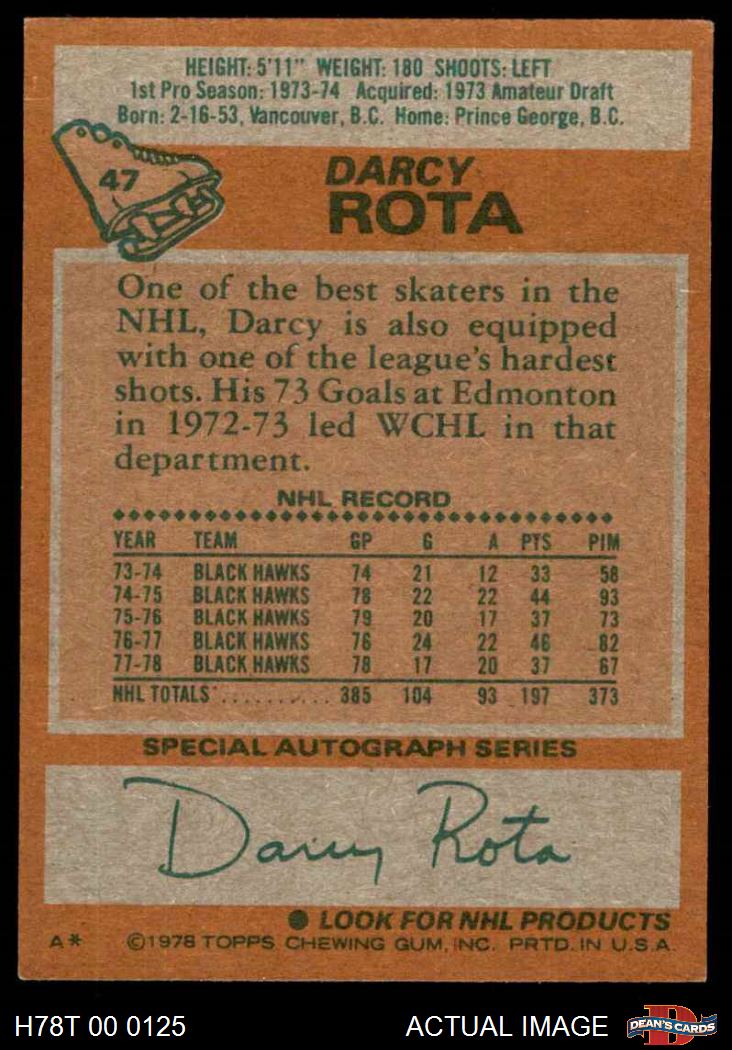 HEIGHT: 5'11" WEIGHT: 180 SHOOTS: LEFT
1st Pro Season: 1973-74 Acquired: 1973 Amateur Draft
Born: 2-16-53, Vancouver, B.C. Home: Prince George, B.C.
47
DARCY
ROTA
One of the best skaters in the
NHL, Darcy is also equipped
with one of the league's hardest
shots. His 73 Goals at Edmonton
in 1972-73 led WCHL in that
department.
NHL RECORD
YEAR TEAM GP G A PTS PIM
73-74 BLACK HAWKS 74 21 12 33 58
74-75 BLACK HAWKS 78 22 22 44 93
75-76 BLACK HAWKS 79 20 17 37 73
76-77 BLACK HAWKS 76 24 22 46 82
77-78 BLACK HAWKS 78 17 20 37 67
NHL TOTALS ........... 385 104 93 197 373
SPECIAL AUTOGRAPH SERIES
Darcy Rota
● LOOK FOR NHL PRODUCTS
A* ©1978 TOPPS CHEWING GUM, INC. PRTD. IN U.S.A.
H78T 00 0125 ACTUAL IMAGE DEAN'S CARDS